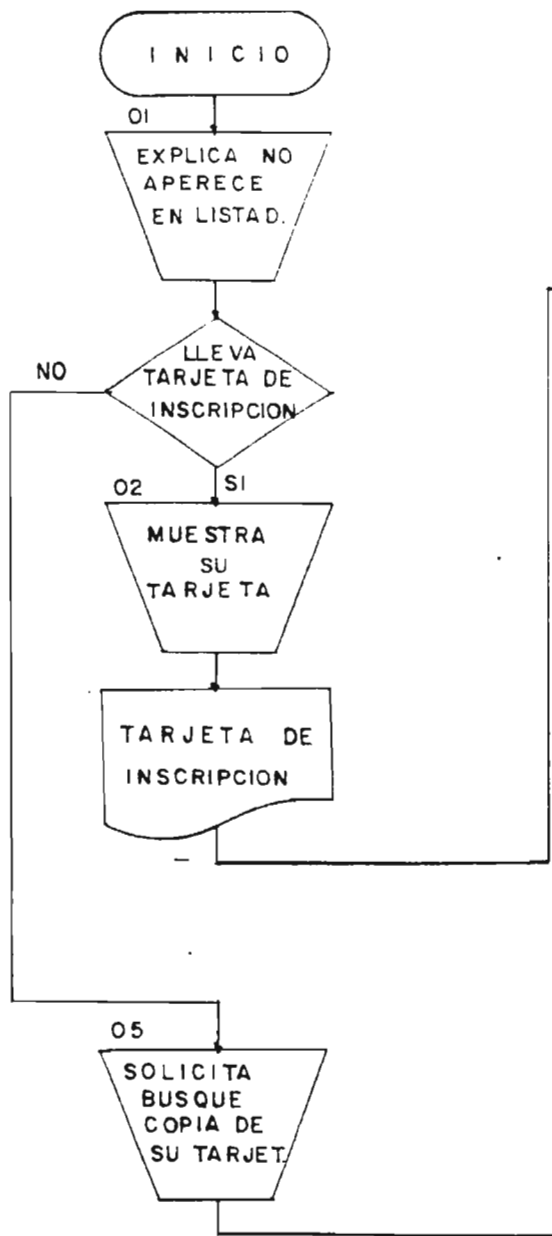 INICIO
01
EXPLICA NO
APERECE
EN LISTAD.
LLEVA
TARJETA DE
INSCRIPCION
NO
SI
02
MUESTRA
SU
TARJETA
TARJETA DE
INSCRIPCION
05
SOLICITA
BUSQUE
COPIA DE
SU TARJET.